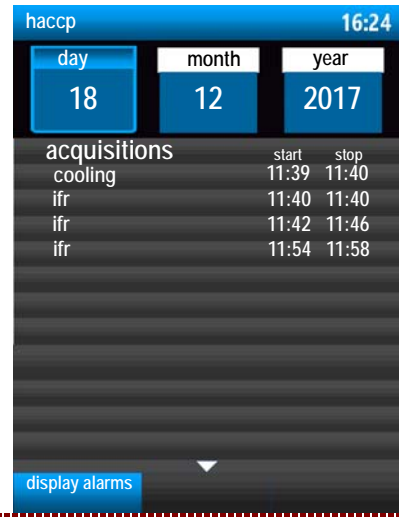 haccp 16:24
day month year
18 12 2017
acquisitions start stop
cooling 11:39 11:40
ifr 11:40 11:40
ifr 11:42 11:46
ifr 11:54 11:58
display alarms